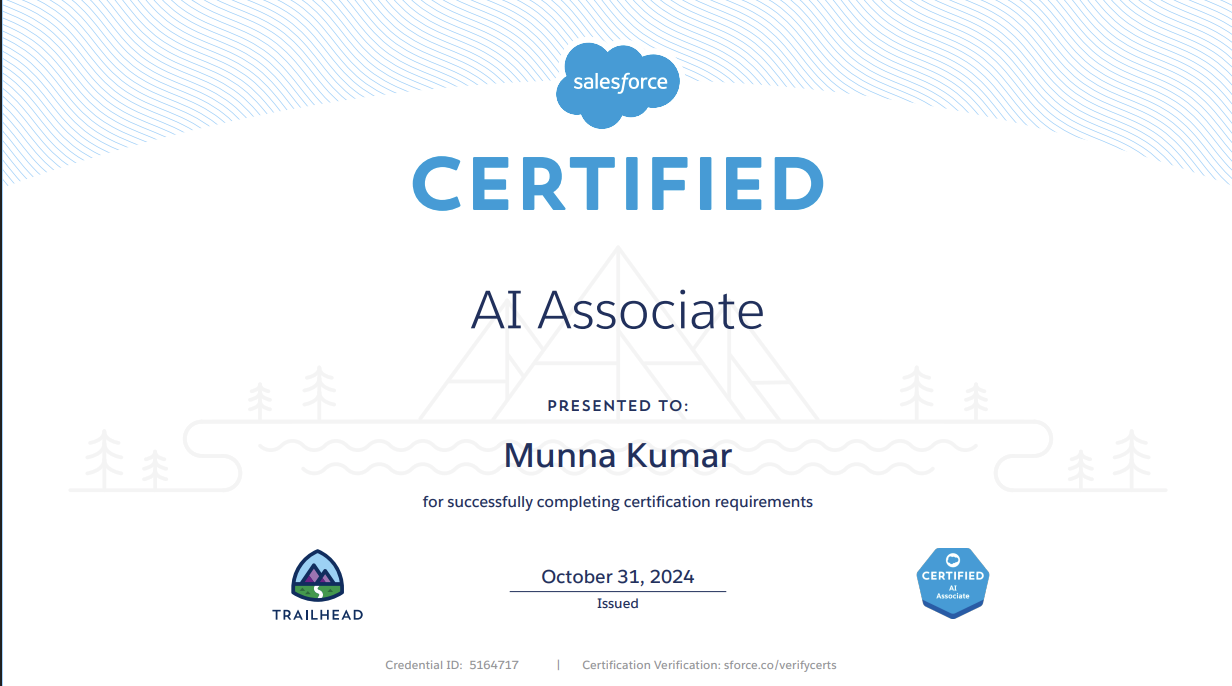 salesforce
CERTIFIED
AI Associate
PRESENTED TO:
Munna Kumar
for successfully completing certification requirements
October 31, 2024
Issued
TRAILHEAD
CERTIFIED
AI
Associate
Credential ID: 5164717 | Certification Verification: sforce.co/verifycerts